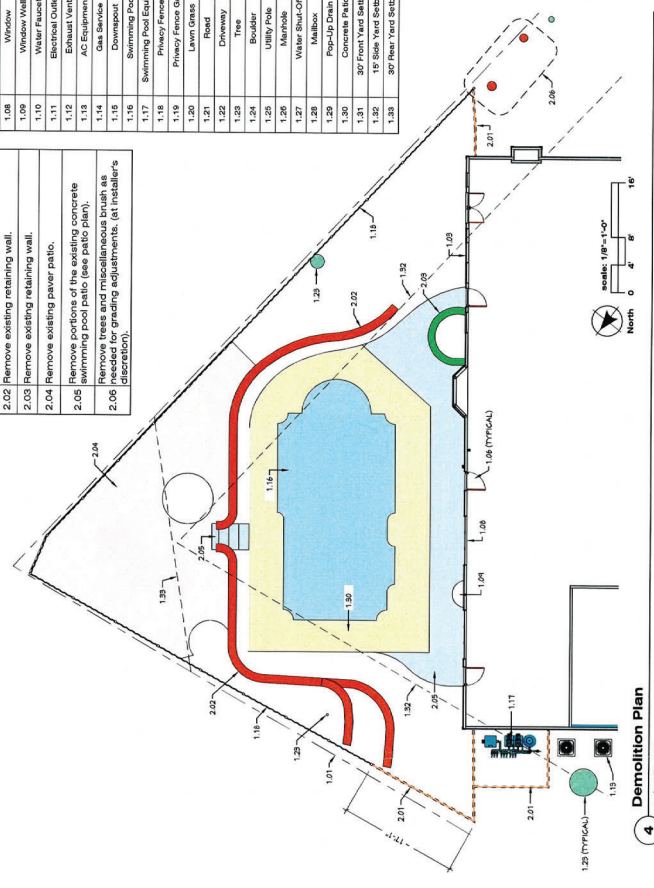 2.02 Remove existing retaining wall.
2.03 Remove existing retaining wall.
2.04 Remove existing paver patio.
2.05 Remove portions of the existing concrete
swimming pool patio (see patio plan).
2.06 Remove trees and miscellaneous brush as
needed for grading adjustments. (at installer's
discretion).
1.08 Window
1.09 Window Well
1.10 Water Faucet
1.11 Electrical Outle
1.12 Exhaust Vent
1.13 AC Equipmen
1.14 Gas Service
1.15 Downspout
1.16 Swimming Poo
1.17 Swimming Pool Equi
1.18 Privacy Fence
1.19 Privacy Fence Ga
1.20 Lawn Grass
1.21 Road
1.22 Driveway
1.23 Tree
1.24 Boulder
1.25 Utility Pole
1.26 Manhole
1.27 Water Shut-Of
1.28 Mailbox
1.29 Pop-Up Drain
1.30 Concrete Patio
1.31 30' Front Yard Setb
1.32 15' Side Yard Setb
1.33 30' Rear Yard Setb
2.04
1.33
2.05
1.16
1.30
2.02
1.18
1.23
1.01
2.01
17'-1"
1.32
2.05
1.09
1.08
1.06 (TYPICAL)
2.03
1.03
1.32
2.02
1.23
1.18
2.01
2.06
1.17
2.01
1.13
1.23 (TYPICAL)
North
scale: 1/8"=1'-0"
0 4' 8' 16'
4 Demolition Plan